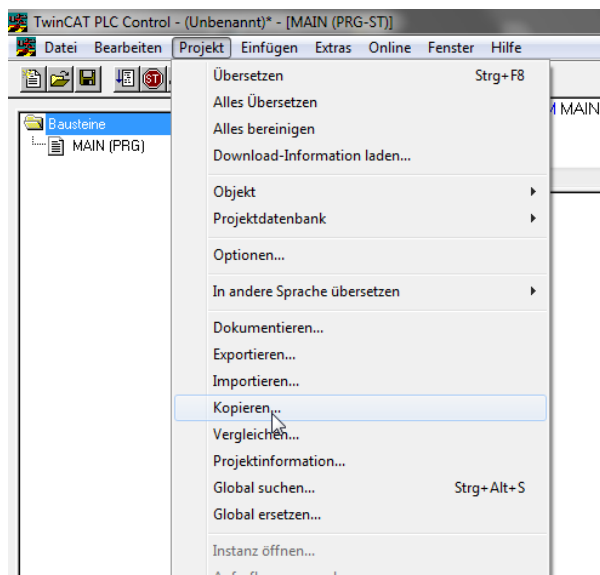 TwinCAT PLC Control - (Unbenannt)* - [MAIN (PRG-ST)]
Datei Bearbeiten Projekt Einfügen Extras Online Fenster Hilfe
Übersetzen Strg+F8
Alles Übersetzen
Alles bereinigen
Download-Information laden...
Objekt
Projektdatenbank
Optionen...
In andere Sprache übersetzen
Dokumentieren...
Exportieren...
Importieren...
Kopieren...
Vergleichen...
Projektinformation...
Global suchen... Strg+Alt+S
Global ersetzen...
Instanz öffnen...
Bausteine
MAIN (PRG)
MAIN